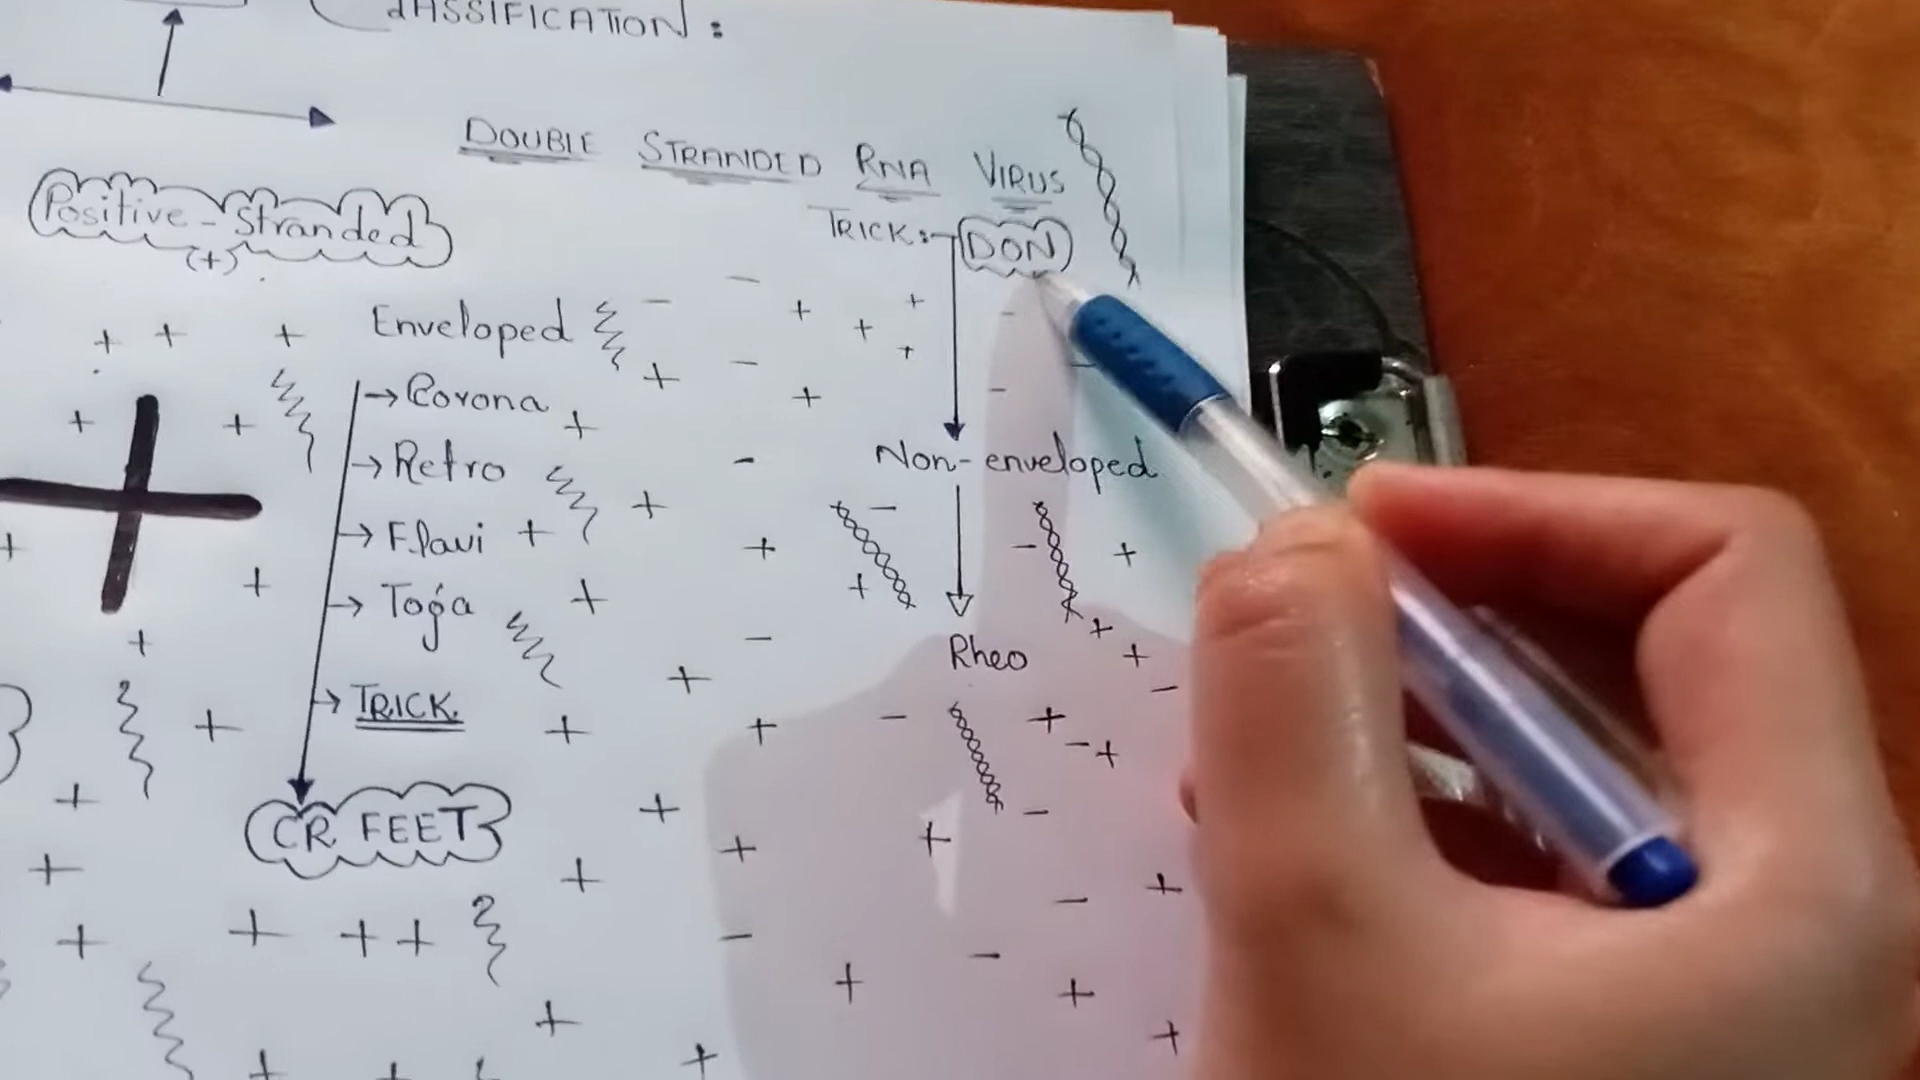 CLASSIFICATION:
DOUBLE STRANDED RNA VIRUS
TRICK:- DON
Positive-Stranded
(+)
Enveloped
→ Corona
→ Retro
→ Flavi
→ Toga
→ TRICK.
CR FEET
Non-enveloped
Rheo